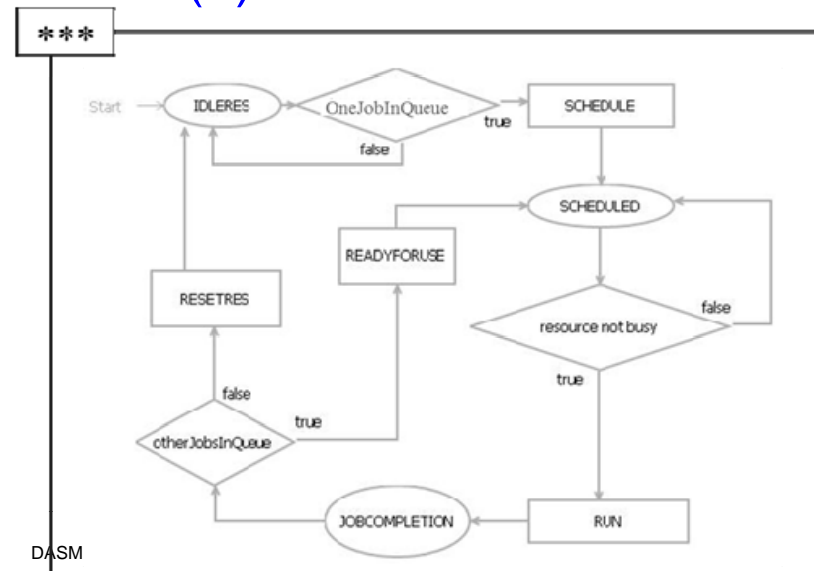 ***
Start
IDLERES
OneJobInQueue
true
false
SCHEDULE
SCHEDULED
READYFORUSE
RESETRES
resource not busy
false
true
false
true
otherJobsInQueue
JOBCOMPLETION
RUN
DASM